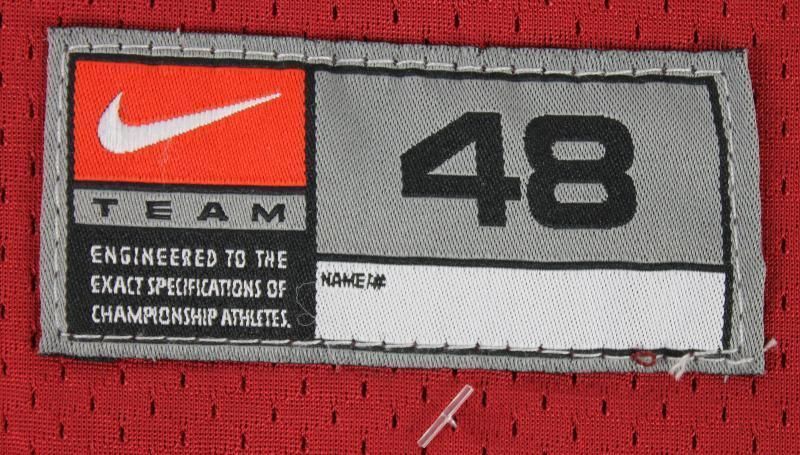 TEAM
ENGINEERED TO THE
EXACT SPECIFICATIONS OF
CHAMPIONSHIP ATHLETES.
48
NAME/#